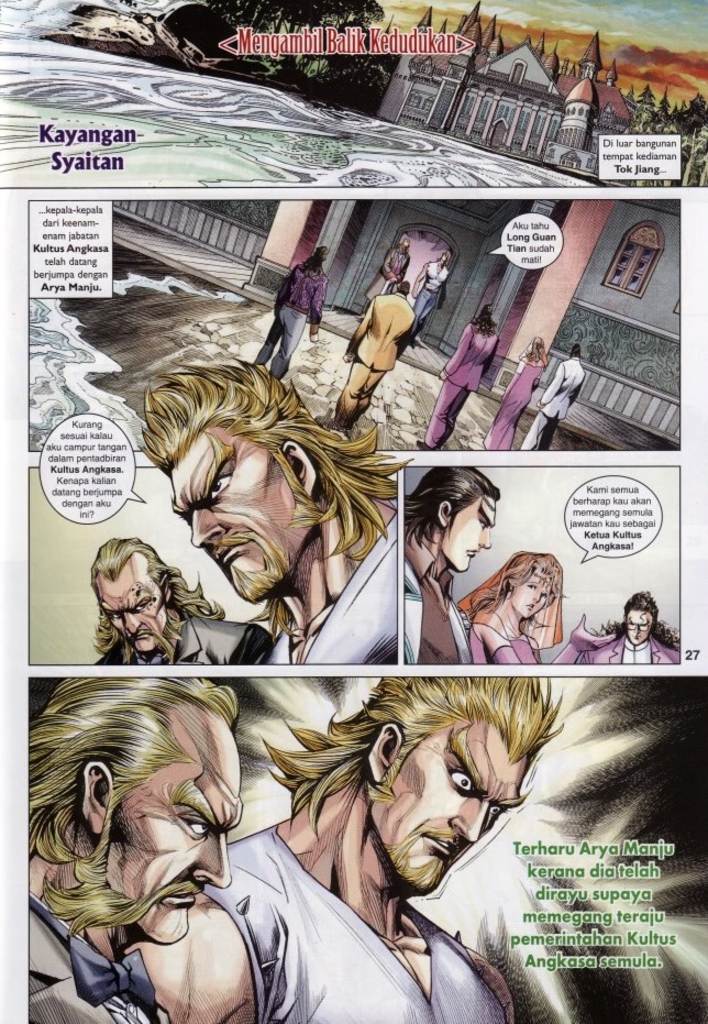 <Mengambil Balik Kedudukan>
Kayangan-
Syaitan
Di luar bangunan
tempat kediaman
Tok Jiang...
...kepala-kepala
dari keenam-
enam jabatan
Kultus Angkasa
telah datang
berjumpa dengan
Arya Manju.
Aku tahu
Long Guan
Tian sudah
mati!
Kurang
sesuai kalau
aku campur tangan
dalam pentadbiran
Kultus Angkasa.
Kenapa kalian
datang berjumpa
dengan aku
ini?
Kami semua
berharap kau akan
memegang semula
jawatan kau sebagai
Ketua Kultus
Angkasa!
27
Terharu Arya Manju
kerana dia telah
dirayu supaya
memegang teraju
pemerintahan Kultus
Angkasa semula.